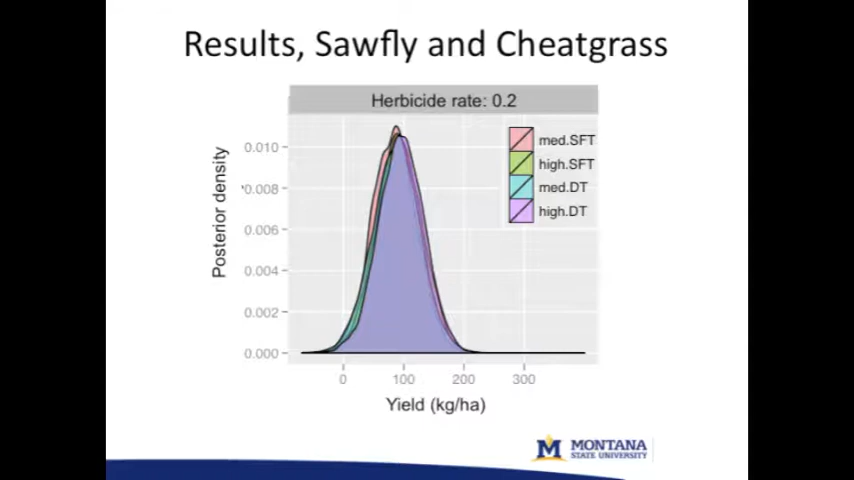 Results, Sawfly and Cheatgrass
Herbicide rate: 0.2
med.SFT
high.SFT
med.DT
high.DT
Posterior density
0.010
0.008
0.006
0.004
0.002
0.000
0
100
200
300
Yield (kg/ha)
M
MONTANA
STATE UNIVERSITY